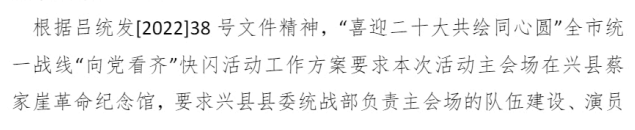 根据吕统发[2022]38 号文件精神，“喜迎二十大共绘同心圆”全市统
一战线“向党看齐”快闪活动工作方案要求本次活动主会场在兴县蔡
家崖革命纪念馆，要求兴县县委统战部负责主会场的队伍建设、演员